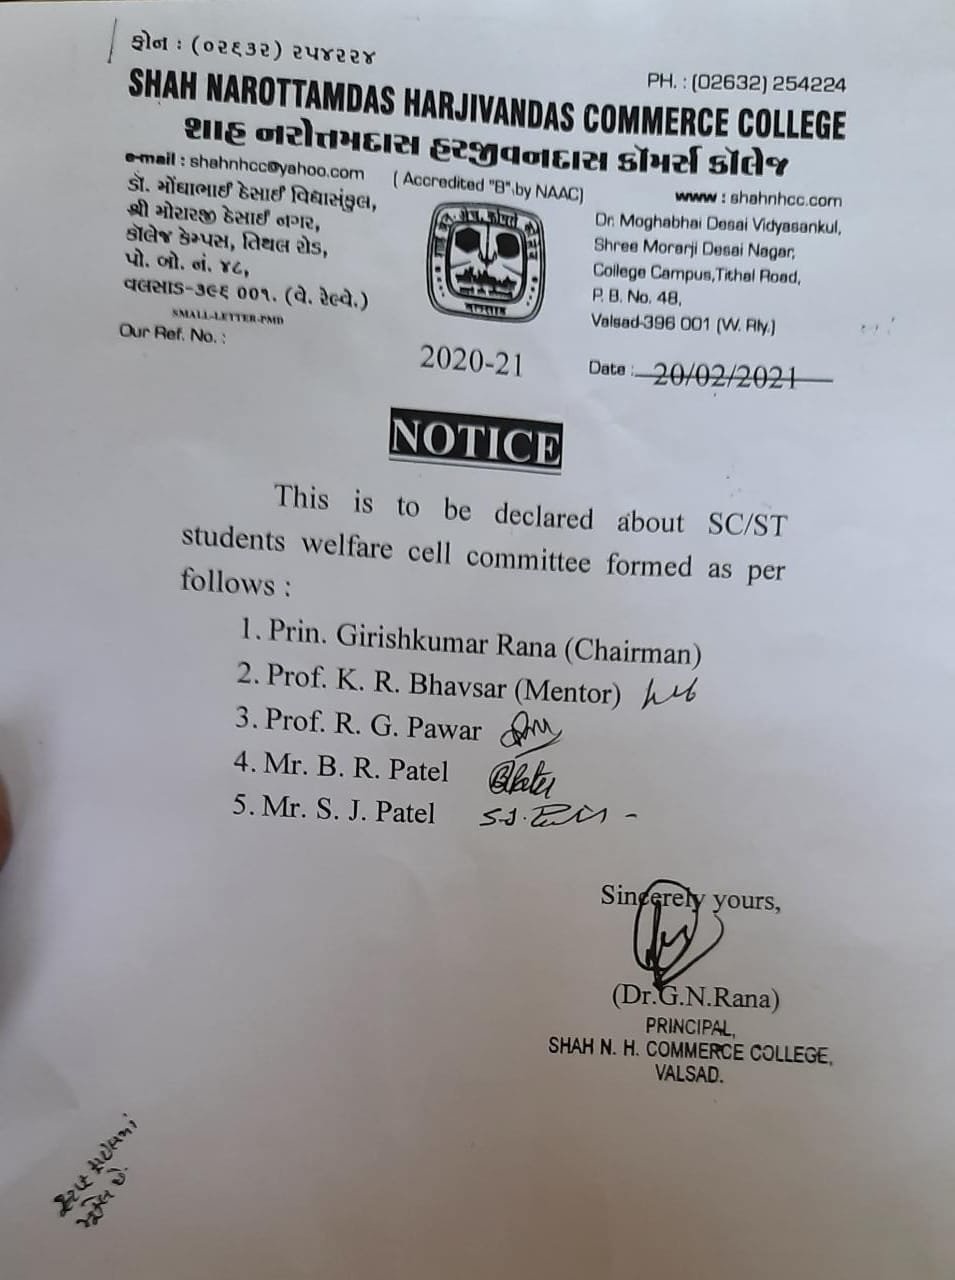 ફોન : (૦૨૬૩૨) ૨૫૪૨૨૪
PH. : (02632) 254224
SHAH NAROTTAMDAS HARJIVANDAS COMMERCE COLLEGE
શાહ નરોત્તમદાસ હરજીવનદાસ કોમર્સ કૉલેજ
e-mail : shahnhcc@yahoo.com
( Accredited "B" by NAAC)
www : shahnhcc.com
ડૉ. મોંઘાભાઈ દેસાઈ વિદ્યાસંકુલ,
શ્રી મોરારજી દેસાઈ નગર,
કૉલેજ કેમ્પસ, તિથલ રોડ,
પો. બો. નં. ૪૮,
વલસાડ-૩૯૬ ૦૦૧. (વે. રેલ્વે.)
SMALL-LETTER-PMD
Our Ref. No. :
Dr. Moghabhai Desai Vidyasankul,
Shree Morarji Desai Nagar,
College Campus,Tithal Road,
P. B. No. 48,
Valsad-396 001 (W. Rly.)
2020-21
Date : 20/02/2021
NOTICE
This is to be declared about SC/ST
students welfare cell committee formed as per
follows :
1. Prin. Girishkumar Rana (Chairman)
2. Prof. K. R. Bhavsar (Mentor)
3. Prof. R. G. Pawar
4. Mr. B. R. Patel
5. Mr. S. J. Patel
Sincerely yours,
(Dr.G.N.Rana)
PRINCIPAL,
SHAH N. H. COMMERCE COLLEGE,
VALSAD.